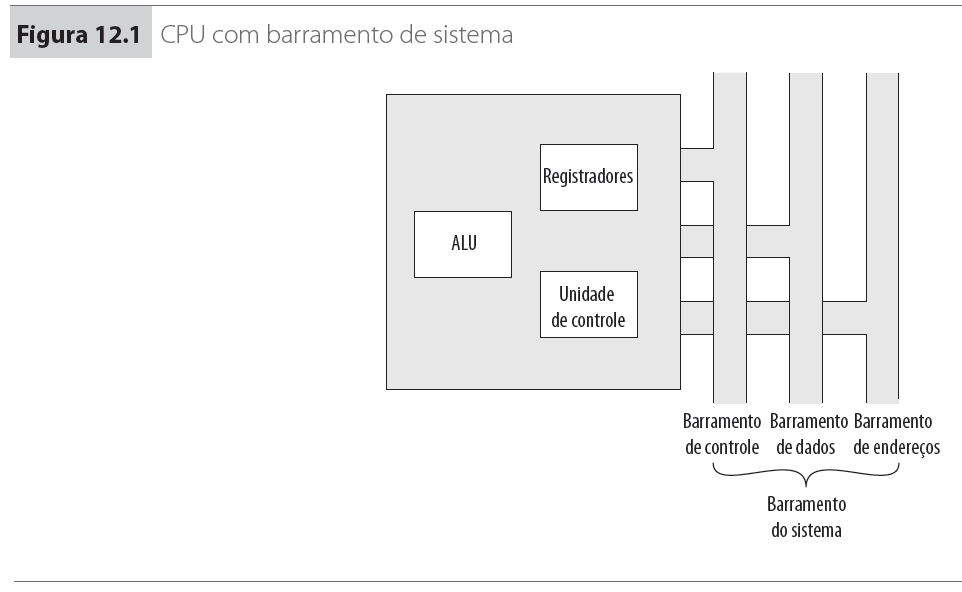 Figura 12.1 CPU com barramento de sistema
Registradores
ALU
Unidade
de controle
Barramento
de controle
Barramento
de dados
Barramento
de endereços
Barramento
do sistema